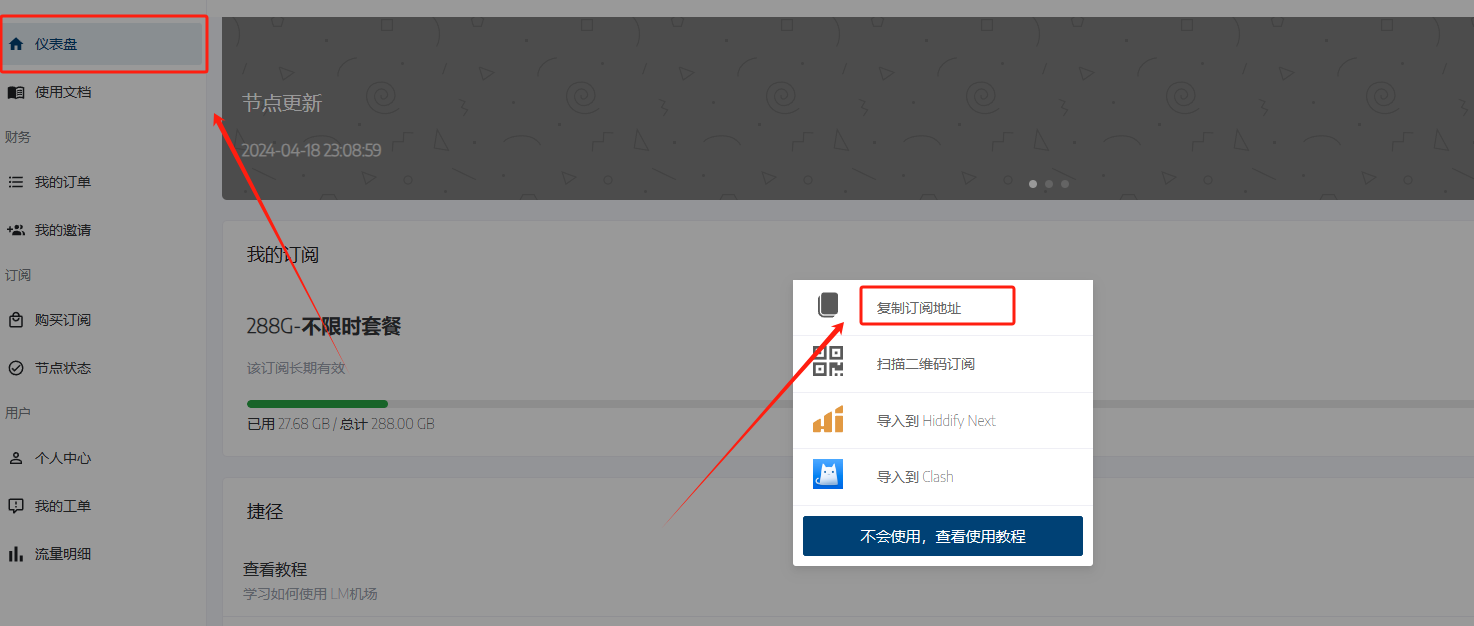 仪表盘
使用文档
财务
我的订单
我的邀请
订阅
购买订阅
节点状态
用户
个人中心
我的工单
流量明细
节点更新
2024-04-18 23:08:59
我的订阅
288G-不限时套餐
该订阅长期有效
已用 27.68 GB / 总计 288.00 GB
捷径
查看教程
学习如何使用 LM机场
复制订阅地址
扫描二维码订阅
导入到 Hiddify Next
导入到 Clash
不会使用，查看使用教程